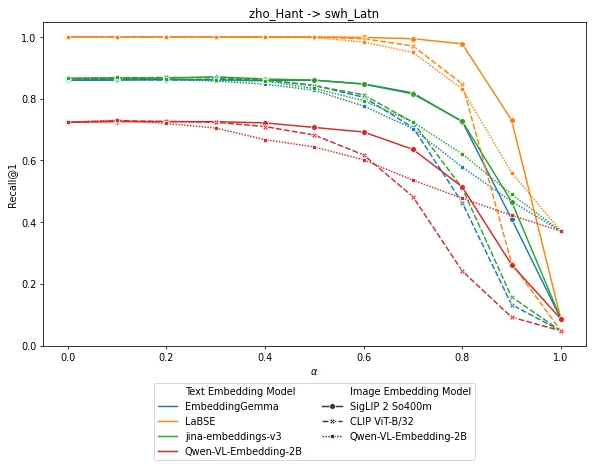 zho_Hant -> swh_Latn
Recall@1
1.0
0.8
0.6
0.4
0.2
0.0
0.0 0.2 0.4 0.6 0.8 1.0
α
Text Embedding Model
EmbeddingGemma
LaBSE
jina-embeddings-v3
Qwen-VL-Embedding-2B
Image Embedding Model
SigLIP 2 So400m
CLIP ViT-B/32
Qwen-VL-Embedding-2B